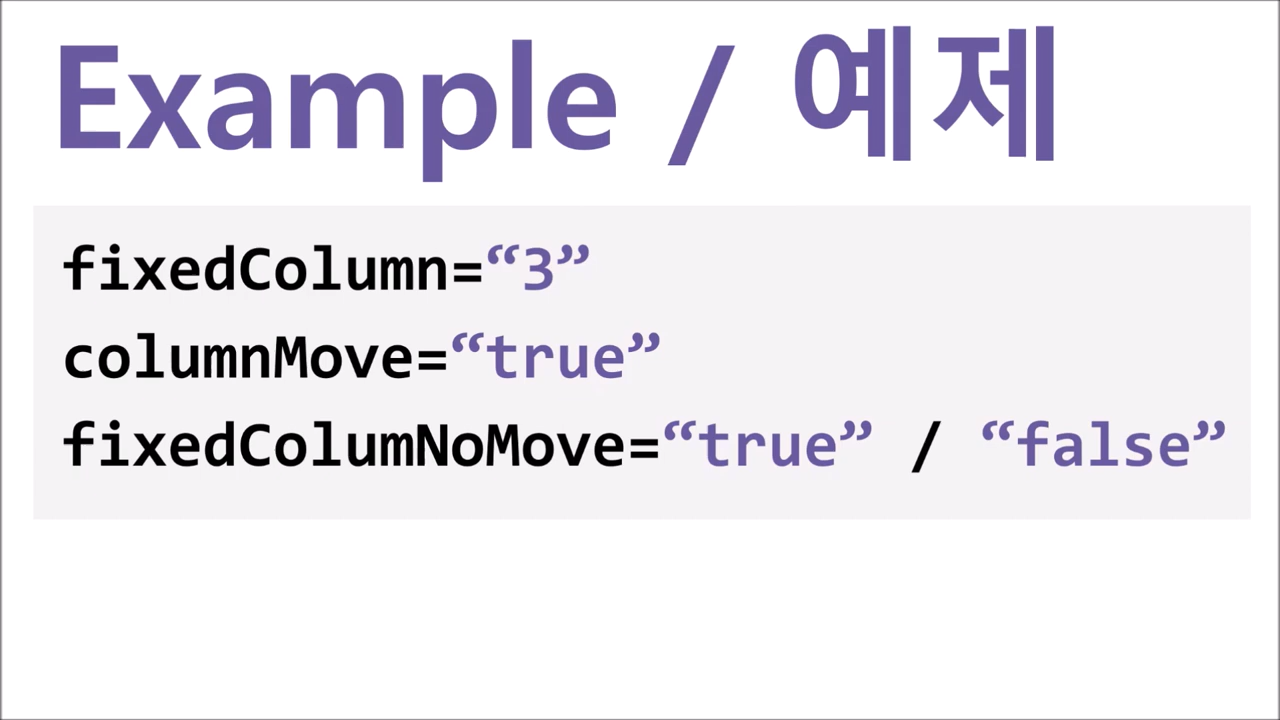 Example / 예제
fixedColumn=“3”
columnMove=“true”
fixedColumNoMove=“true” / “false”